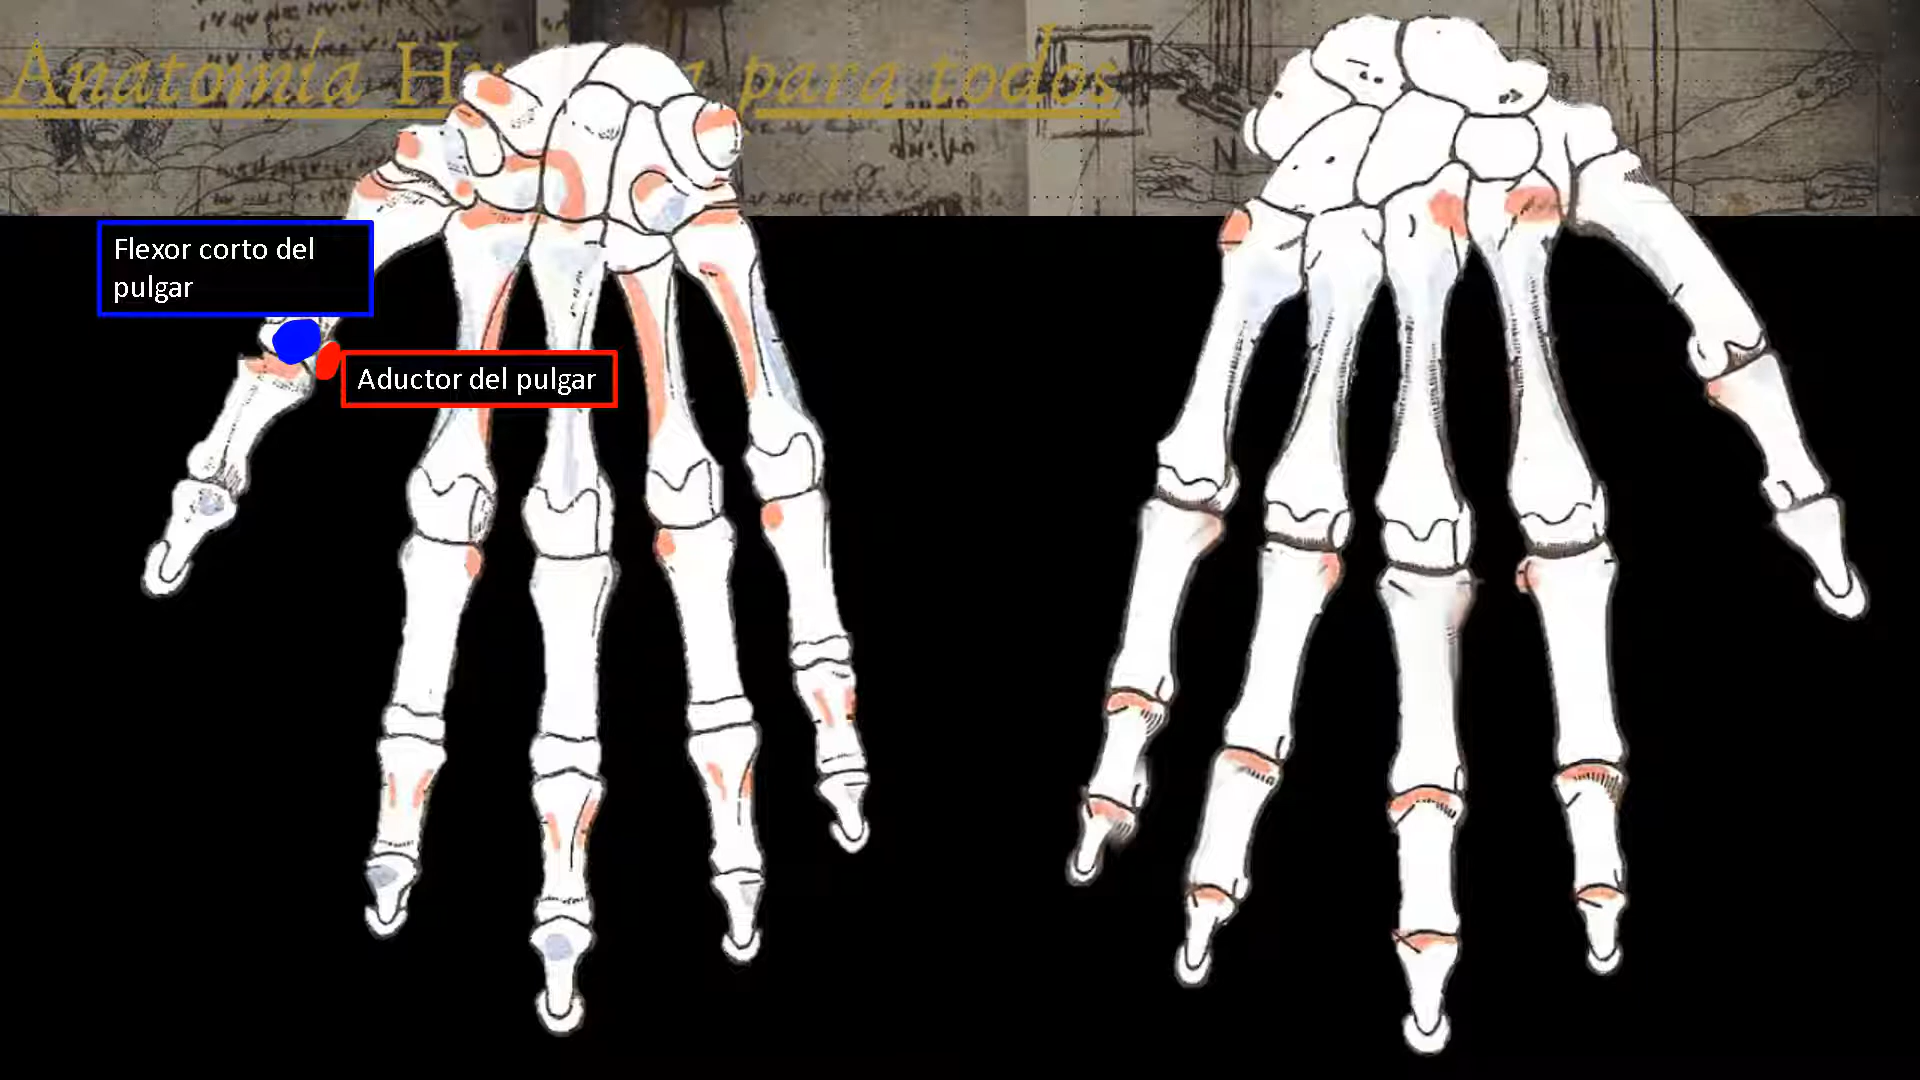 Anatomía H para todos
N
Flexor corto del
pulgar
Aductor del pulgar